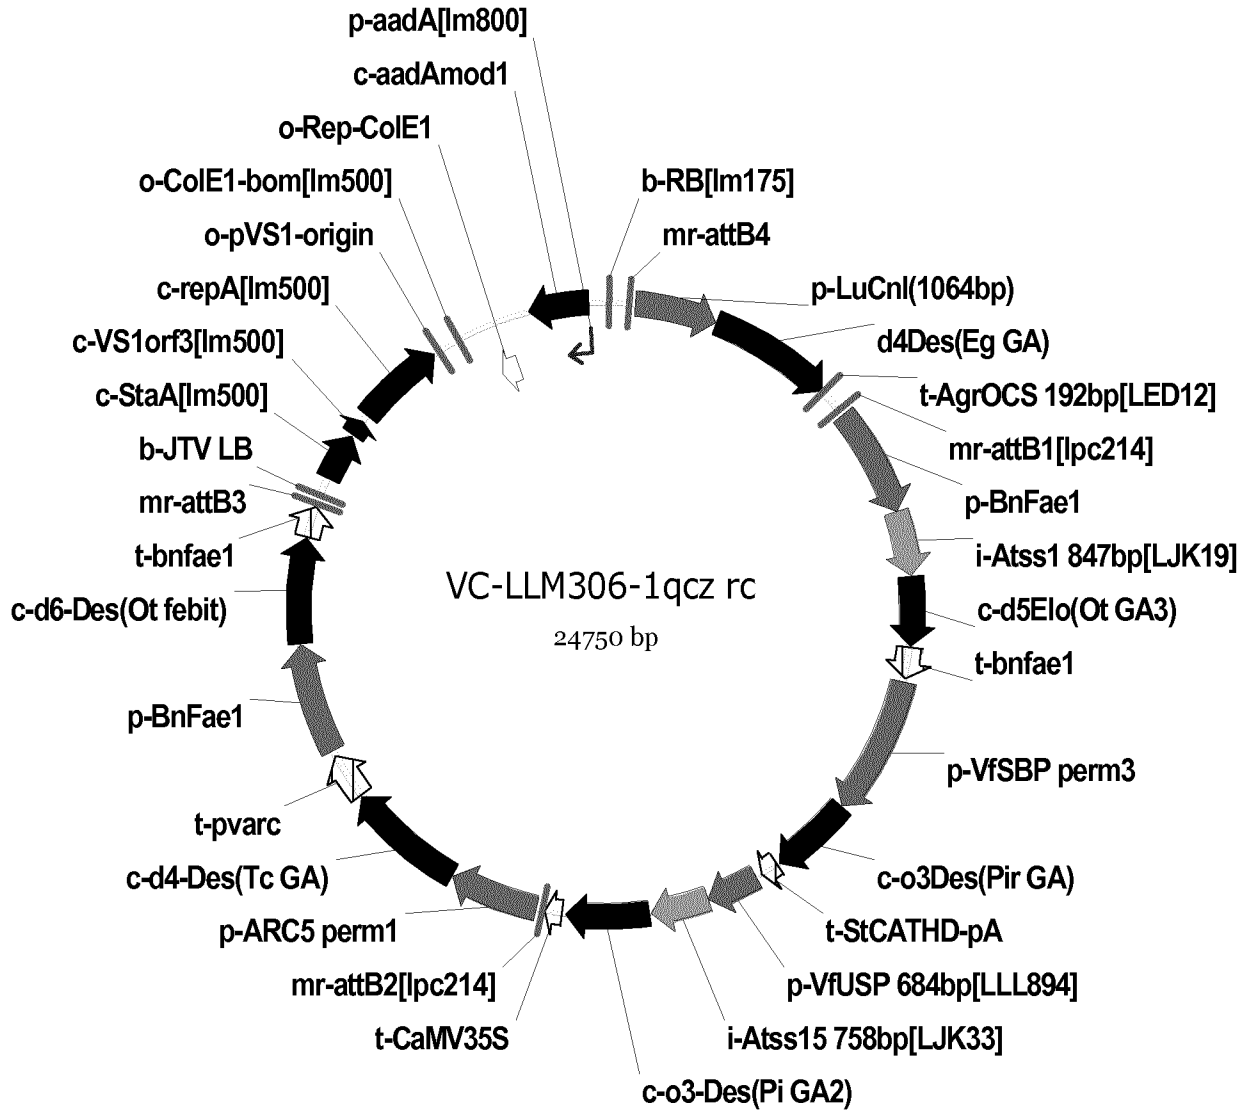 p-aadA[lm800]
c-aadAmod1
o-Rep-ColE1
o-ColE1-bom[lm500]
b-RB[lm175]
o-pVS1-origin
mr-attB4
c-repA[lm500]
p-LuCnl(1064bp)
c-VS1orf3[lm500]
d4Des(Eg GA)
c-StaA[lm500]
t-AgrOCS 192bp[LED12]
b-JTV LB
mr-attB1[lpc214]
mr-attB3
p-BnFae1
t-bnfae1
i-Atss1 847bp[LJK19]
VC-LLM306-1qcz rc
c-d6-Des(Ot febit)
c-d5Elo(Ot GA3)
24750 bp
t-bnfae1
p-BnFae1
p-VfSBP perm3
t-pvarc
c-d4-Des(Tc GA)
c-o3Des(Pir GA)
p-ARC5 perm1
t-StCATHD-pA
mr-attB2[lpc214]
p-VfUSP 684bp[LLL894]
t-CaMV35S
i-Atss15 758bp[LJK33]
c-o3-Des(Pi GA2)